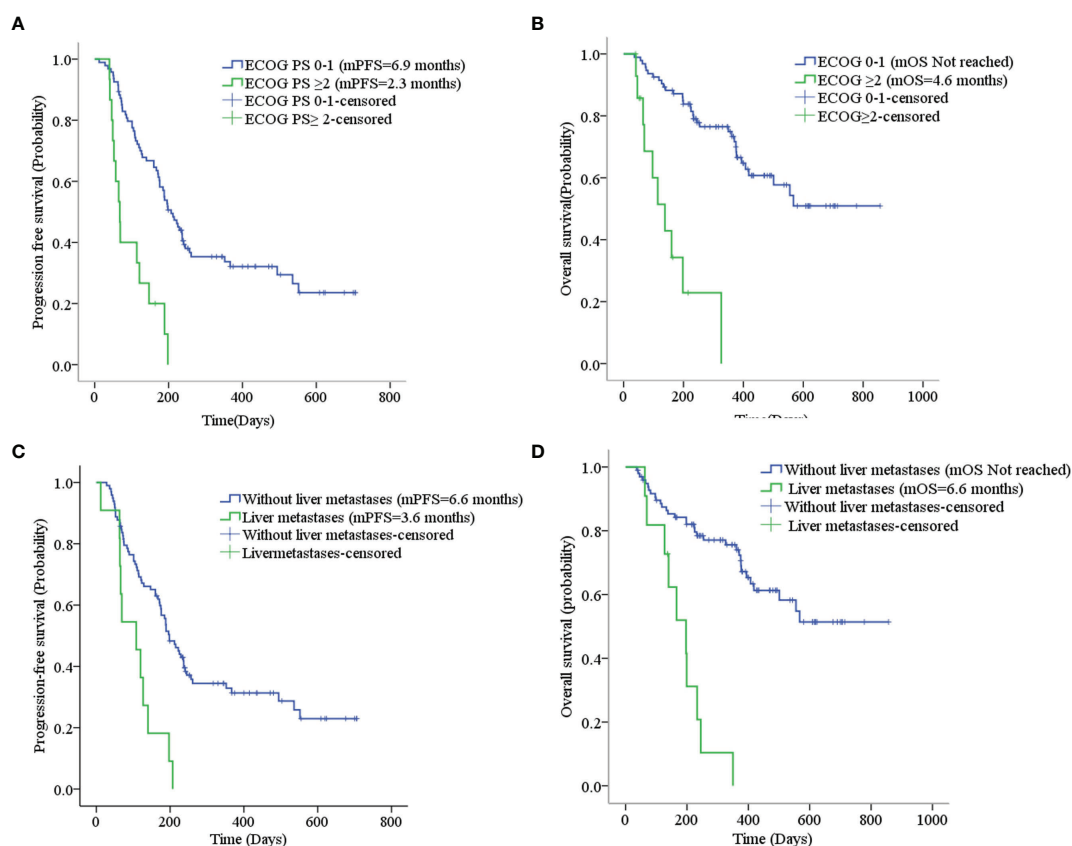 A
ECOG PS 0-1 (mPFS=6.9 months)
ECOG PS ≥2 (mPFS=2.3 months)
ECOG PS 0-1-censored
ECOG PS≥ 2-censored
Progression free survival (Probability)
1.0
0.8
0.6
0.4
0.2
0.0
0 200 400 600 800
Time(Days)
B
ECOG 0-1 (mOS Not reached)
ECOG ≥2 (mOS=4.6 months)
ECOG 0-1-censored
ECOG≥2-censored
Overall survival(Probability)
1.0
0.8
0.6
0.4
0.2
0.0
0 200 400 600 800 1000
Time(Days)
C
Without liver metastases (mPFS=6.6 months)
Liver metastases (mPFS=3.6 months)
Without liver metastases-censored
Livermetastases-censored
Progression-free survival (Probability)
1.0
0.8
0.6
0.4
0.2
0.0
0 200 400 600 800
Time (Days)
D
Without liver metastases (mOS Not reached)
Liver metastases (mOS=6.6 months)
Without liver metastases-censored
Liver metastases-censored
Overall survival (probability)
1.0
0.8
0.6
0.4
0.2
0.0
0 200 400 600 800 1000
Time (Days)